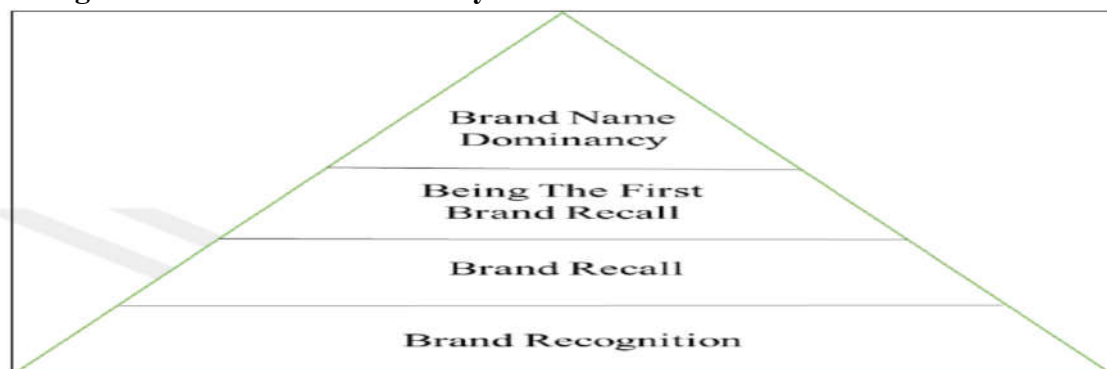 Brand Name
Dominancy
Being The First
Brand Recall
Brand Recall
Brand Recognition